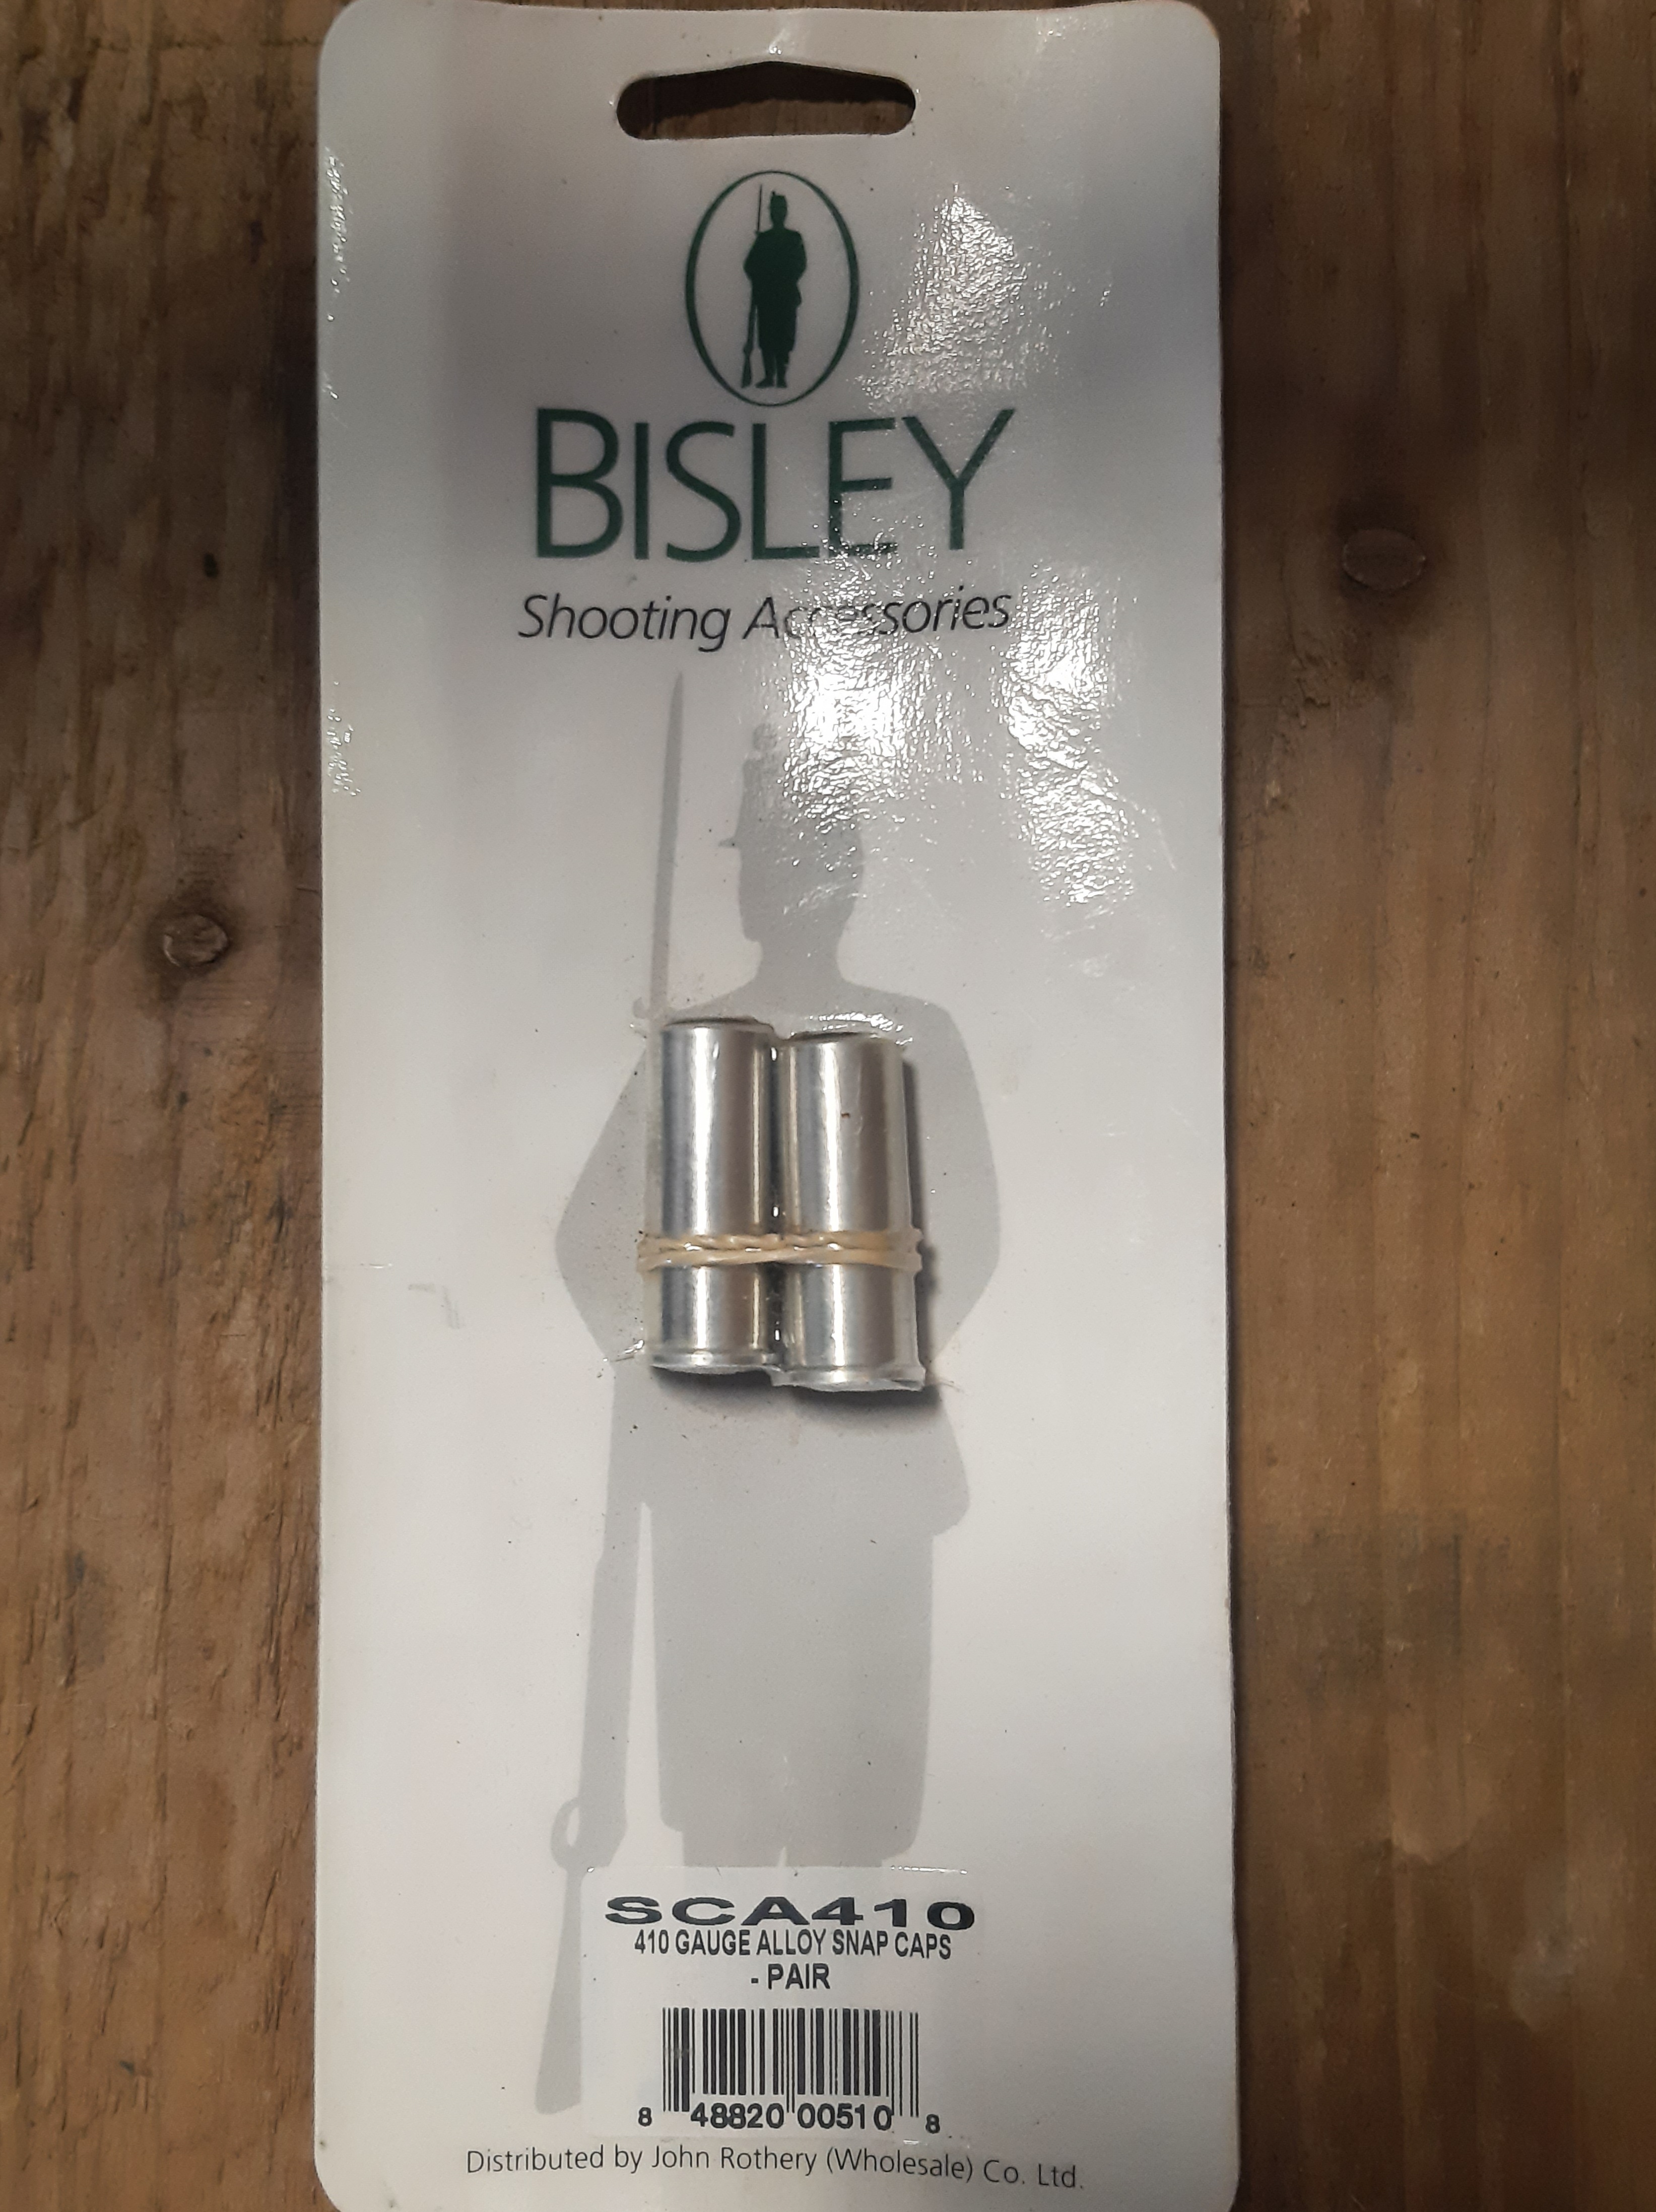 BISLEY
Shooting Accessories
SCA410
410 GAUGE ALLOY SNAP CAPS
- PAIR
8 48820 00510 8
Distributed by John Rothery (Wholesale) Co. Ltd.